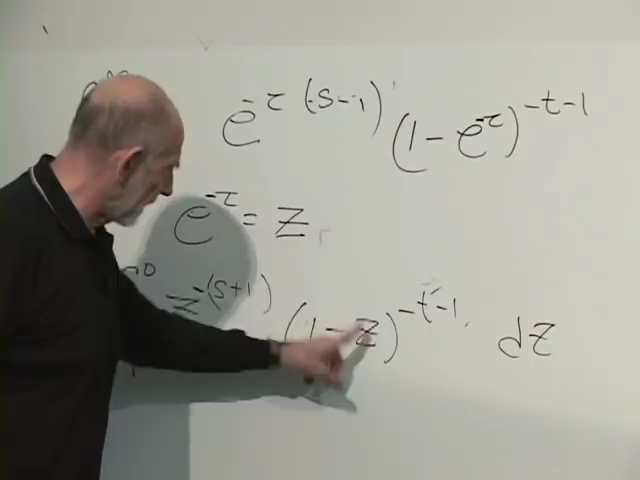 e^{-τ(s-1)} (1-e^{-τ})^{-t-1}
e^{-τ} = z
z^{-(s+1)} (1-z)^{-t-1} dz